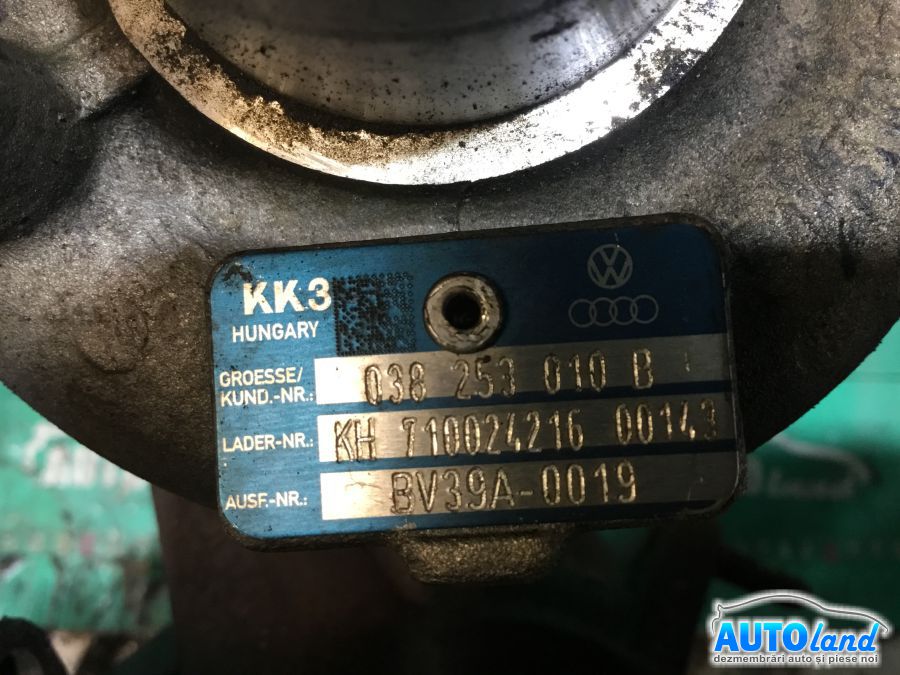 KK3
HUNGARY
GROESSE/
KUND.-NR.: 038 253 010 B
LADER-NR.: KH 710024216 00143
AUSF.-NR.: BV39A-0019
AUTOland
dezmembrări auto și piese noi